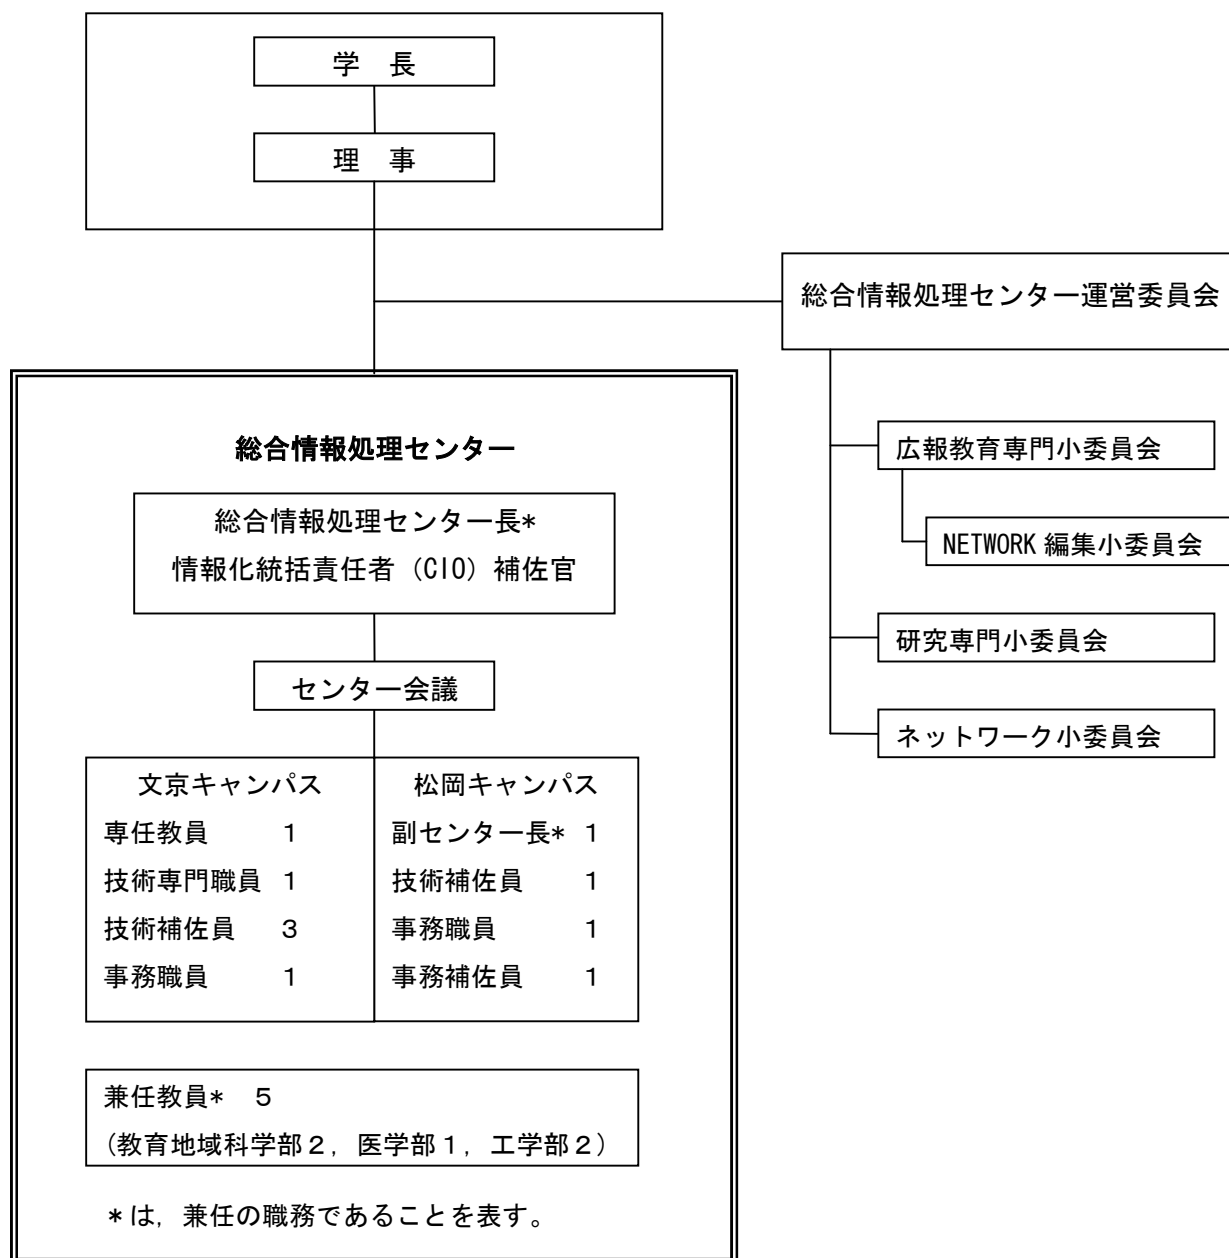 学　長
理　事
総合情報処理センター運営委員会
広報教育専門小委員会
NETWORK 編集小委員会
研究専門小委員会
ネットワーク小委員会
総合情報処理センター
総合情報処理センター長*
情報化統括責任者（CIO）補佐官
センター会議
文京キャンパス
専任教員　１
技術専門職員　１
技術補佐員　３
事務職員　１
松岡キャンパス
副センター長*　１
技術補佐員　１
事務職員　１
事務補佐員　１
兼任教員*　５
（教育地域科学部２，医学部１，工学部２）
*は，兼任の職務であることを表す。